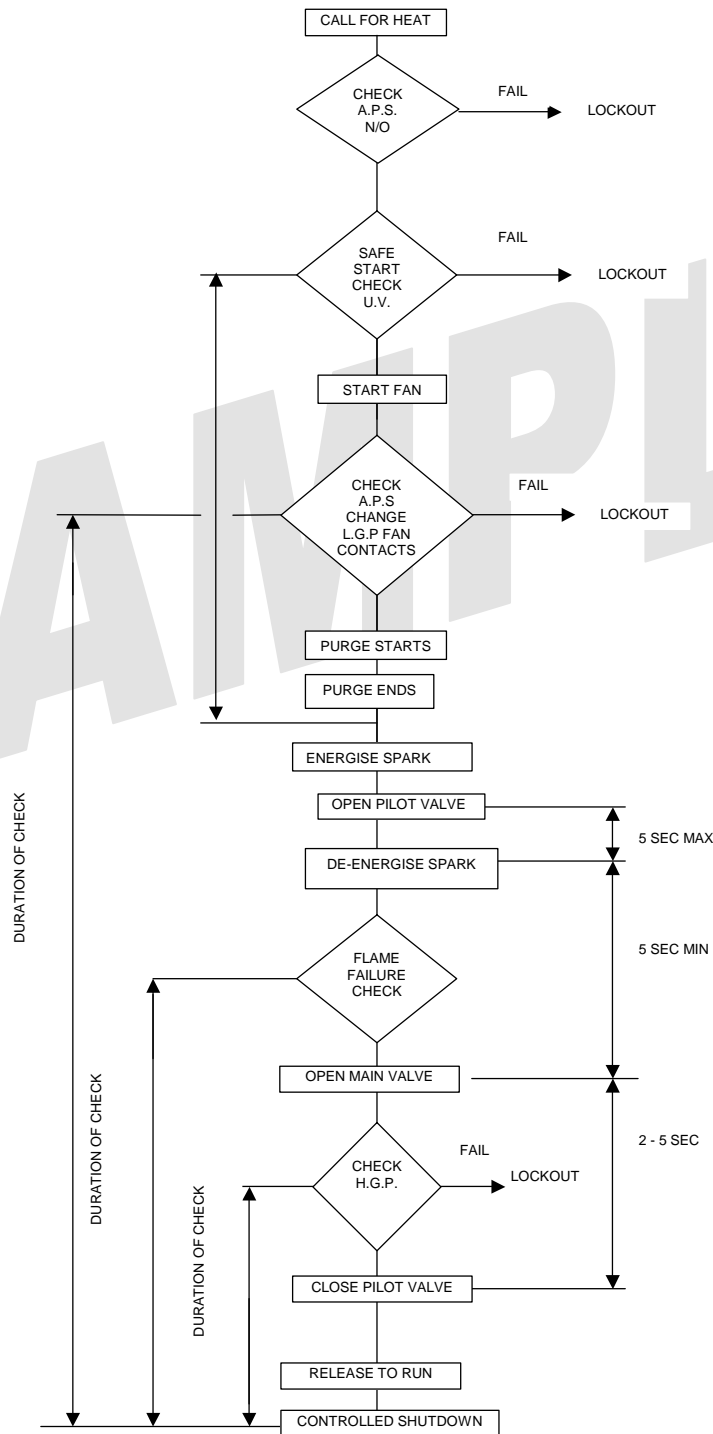 CALL FOR HEAT
CHECK
A.P.S.
N/O
FAIL
LOCKOUT
SAFE
START
CHECK
U.V.
FAIL
LOCKOUT
START FAN
CHECK
A.P.S
CHANGE
L.G.P FAN
CONTACTS
FAIL
LOCKOUT
PURGE STARTS
PURGE ENDS
ENERGISE SPARK
OPEN PILOT VALVE
5 SEC MAX
DE-ENERGISE SPARK
5 SEC MIN
FLAME
FAILURE
CHECK
OPEN MAIN VALVE
2 - 5 SEC
CHECK
H.G.P.
FAIL
LOCKOUT
CLOSE PILOT VALVE
RELEASE TO RUN
CONTROLLED SHUTDOWN
DURATION OF CHECK
DURATION OF CHECK
DURATION OF CHECK
AMPL